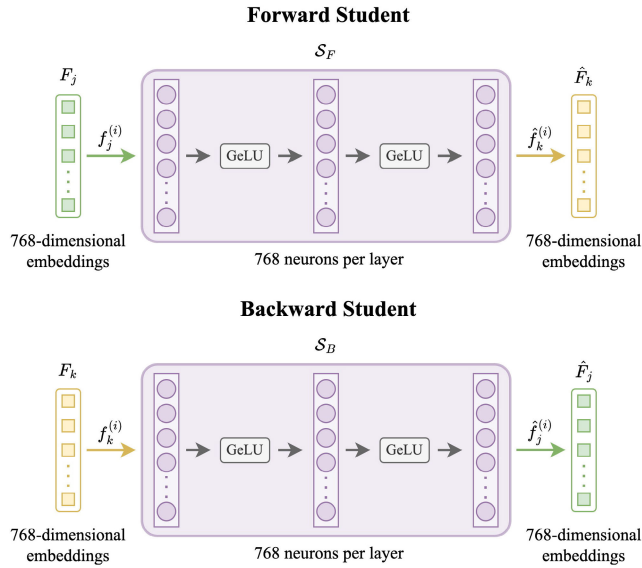 Forward Student
𝒮_F
F_j
F̂_k
f_j^{(i)}
GeLU
GeLU
f̂_k^{(i)}
768-dimensional
embeddings
768 neurons per layer
768-dimensional
embeddings
Backward Student
𝒮_B
F_k
F̂_j
f_k^{(i)}
GeLU
GeLU
f̂_j^{(i)}
768-dimensional
embeddings
768 neurons per layer
768-dimensional
embeddings